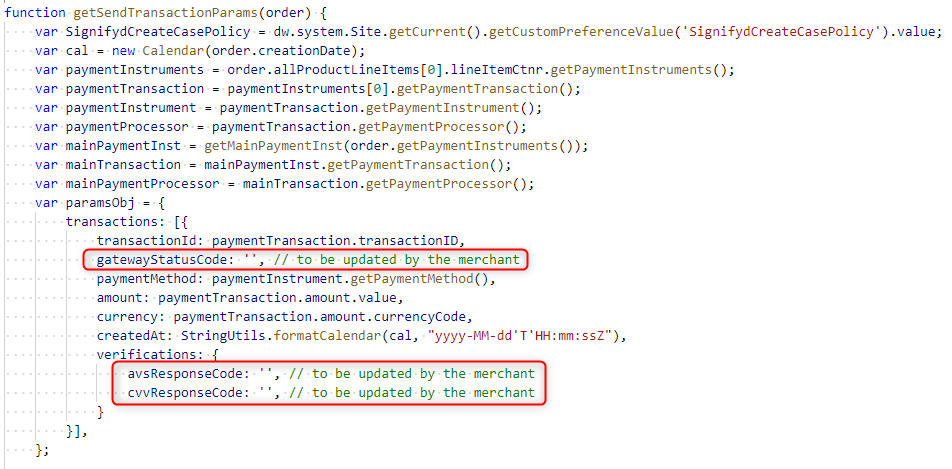 function getSendTransactionParams(order) {
    var SignifydCreateCasePolicy = dw.system.Site.getCurrent().getCustomPreferenceValue('SignifydCreateCasePolicy').value;
    var cal = new Calendar(order.creationDate);
    var paymentInstruments = order.allProductLineItems[0].lineItemCtnr.getPaymentInstruments();
    var paymentTransaction = paymentInstruments[0].getPaymentTransaction();
    var paymentInstrument = paymentTransaction.getPaymentInstrument();
    var paymentProcessor = paymentTransaction.getPaymentProcessor();
    var mainPaymentInst = getMainPaymentInst(order.getPaymentInstruments());
    var mainTransaction = mainPaymentInst.getPaymentTransaction();
    var mainPaymentProcessor = mainTransaction.getPaymentProcessor();
    var paramsObj = {
        transactions: [{
            transactionId: paymentTransaction.transactionID,
            gatewayStatusCode: '', // to be updated by the merchant
            paymentMethod: paymentInstrument.getPaymentMethod(),
            amount: paymentTransaction.amount.value,
            currency: paymentTransaction.amount.currencyCode,
            createdAt: StringUtils.formatCalendar(cal, "yyyy-MM-dd'T'HH:mm:ssZ"),
            verifications: {
                avsResponseCode: '', // to be updated by the merchant
                cvvResponseCode: '', // to be updated by the merchant
            }
        }],
    };